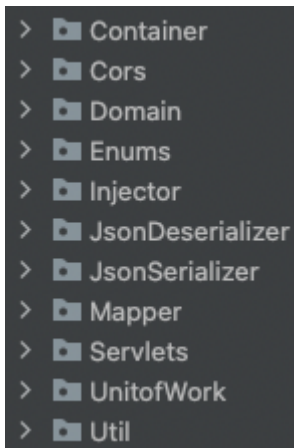 Container
Cors
Domain
Enums
Injector
JsonDeserializer
JsonSerializer
Mapper
Servlets
UnitofWork
Util